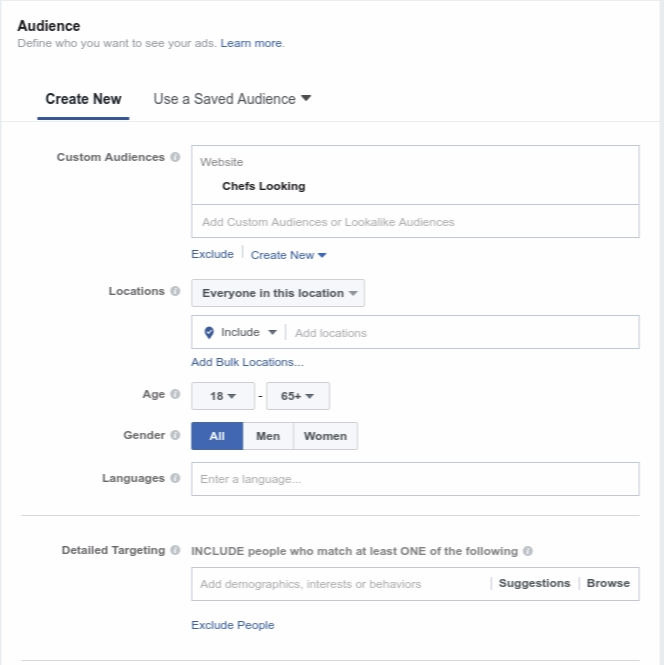 Audience
Define who you want to see your ads. Learn more.
Create New Use a Saved Audience
Custom Audiences
Website
Chefs Looking
Add Custom Audiences or Lookalike Audiences
Exclude Create New
Locations Everyone in this location
Include Add locations
Add Bulk Locations...
Age 18 - 65+
Gender All Men Women
Languages Enter a language...
Detailed Targeting INCLUDE people who match at least ONE of the following
Add demographics, interests or behaviors Suggestions Browse
Exclude People